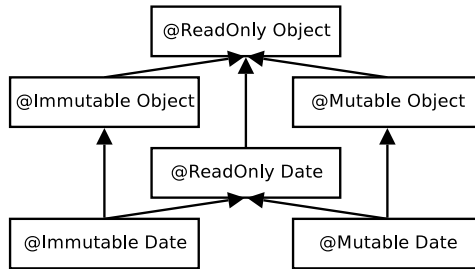 @ReadOnly Object
@Immutable Object
@Mutable Object
@ReadOnly Date
@Immutable Date
@Mutable Date